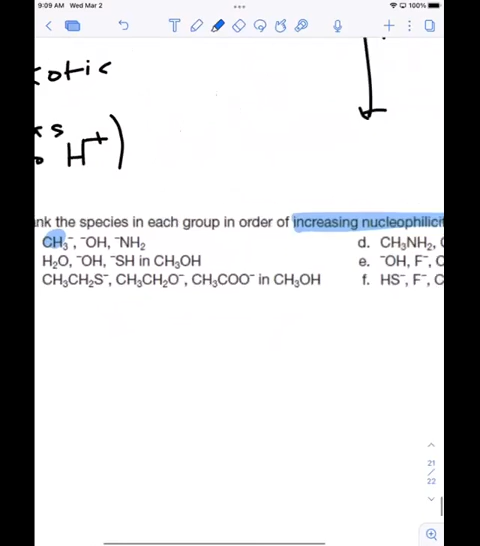 9:09 AM Wed Mar 2
100%
T
otic
H⁺)
ank the species in each group in order of increasing nucleophilicit
CH₃⁻, ⁻OH, ⁻NH₂
H₂O, ⁻OH, ⁻SH in CH₃OH
CH₃CH₂S⁻, CH₃CH₂O⁻, CH₃COO⁻ in CH₃OH
d. CH₃NH₂,
e. ⁻OH, F⁻, C
f. HS⁻, F⁻, C
21
/
22